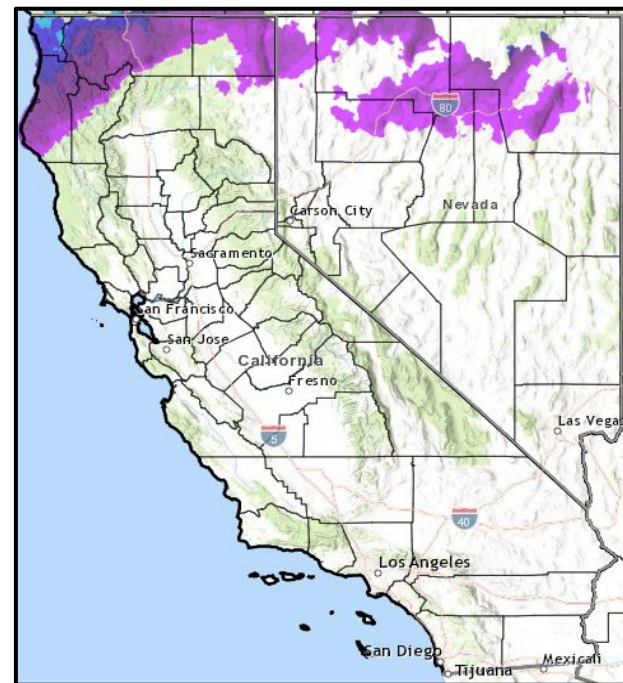 80
Carson City
Nevada
Sacramento
San Francisco
San Jose
California
Fresno
Las Vegas
5
40
Los Angeles
San Diego
Mexicali
Tijuana